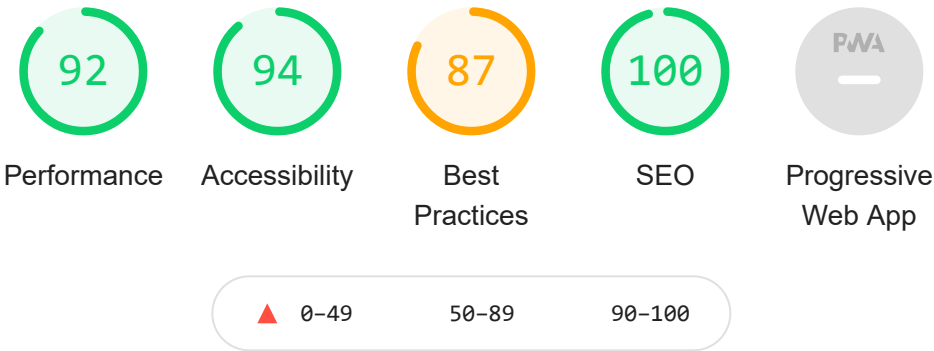 92 94 87 100 PWA
Performance Accessibility Best SEO Progressive
Practices Web App
0–49 50–89 90–100